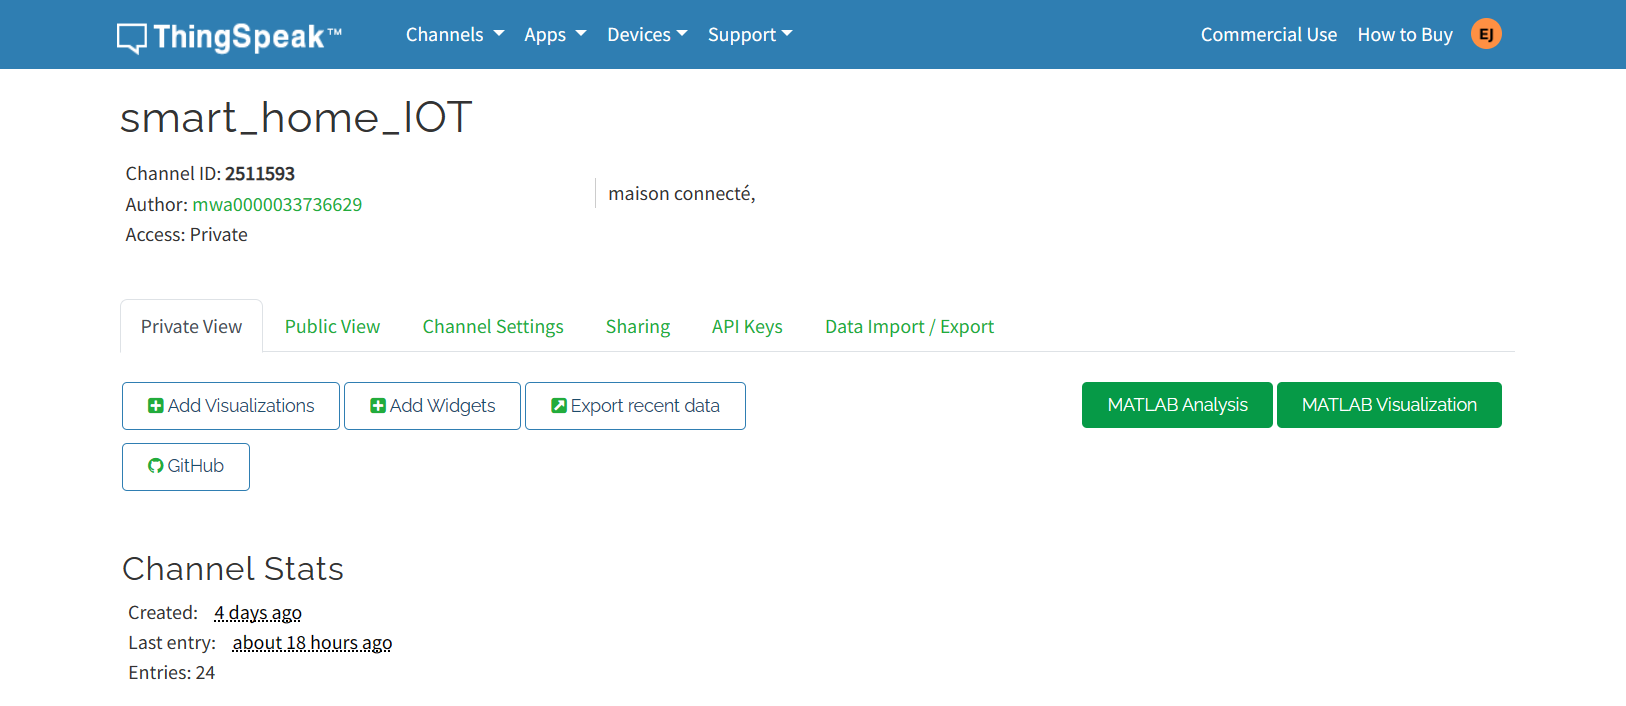 ThingSpeak™ Channels Apps Devices Support Commercial Use How to Buy EJ
smart_home_IOT
Channel ID: 2511593
Author: mwa0000033736629
Access: Private
maison connecté,
Private View Public View Channel Settings Sharing API Keys Data Import / Export
Add Visualizations Add Widgets Export recent data MATLAB Analysis MATLAB Visualization
GitHub
Channel Stats
Created: 4 days ago
Last entry: about 18 hours ago
Entries: 24